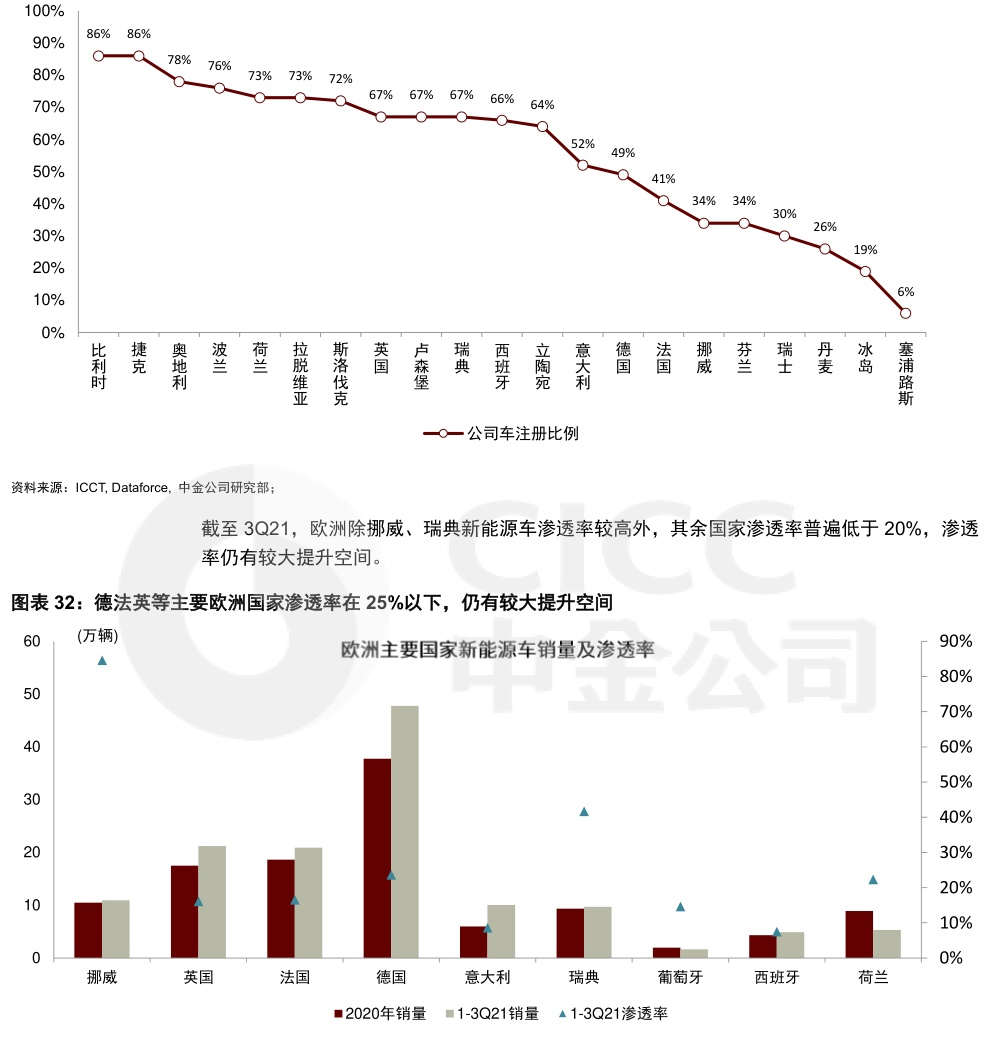 100%
90%
80%
70%
60%
50%
40%
30%
20%
10%
0%
86% 86% 78% 76% 73% 73% 72% 67% 67% 67% 66% 64% 52% 49% 41% 34% 34% 30% 26% 19% 6%
比利时 捷克 奥地利 波兰 荷兰 拉脱维亚 斯洛伐克 英国 卢森堡 瑞典 西班牙 立陶宛 意大利 德国 法国 挪威 芬兰 瑞士 丹麦 冰岛 塞浦路斯
公司车注册比例
资料来源：ICCT, Dataforce, 中金公司研究部；
截至 3Q21，欧洲除挪威、瑞典新能源车渗透率较高外，其余国家渗透率普遍低于 20%，渗透
率仍有较大提升空间。
图表 32：德法英等主要欧洲国家渗透率在 25%以下，仍有较大提升空间
(万辆)
欧洲主要国家新能源车销量及渗透率
60
50
40
30
20
10
0
90%
80%
70%
60%
50%
40%
30%
20%
10%
0%
挪威 英国 法国 德国 意大利 瑞典 葡萄牙 西班牙 荷兰
2020年销量 1-3Q21销量 1-3Q21渗透率
CICC
中金公司